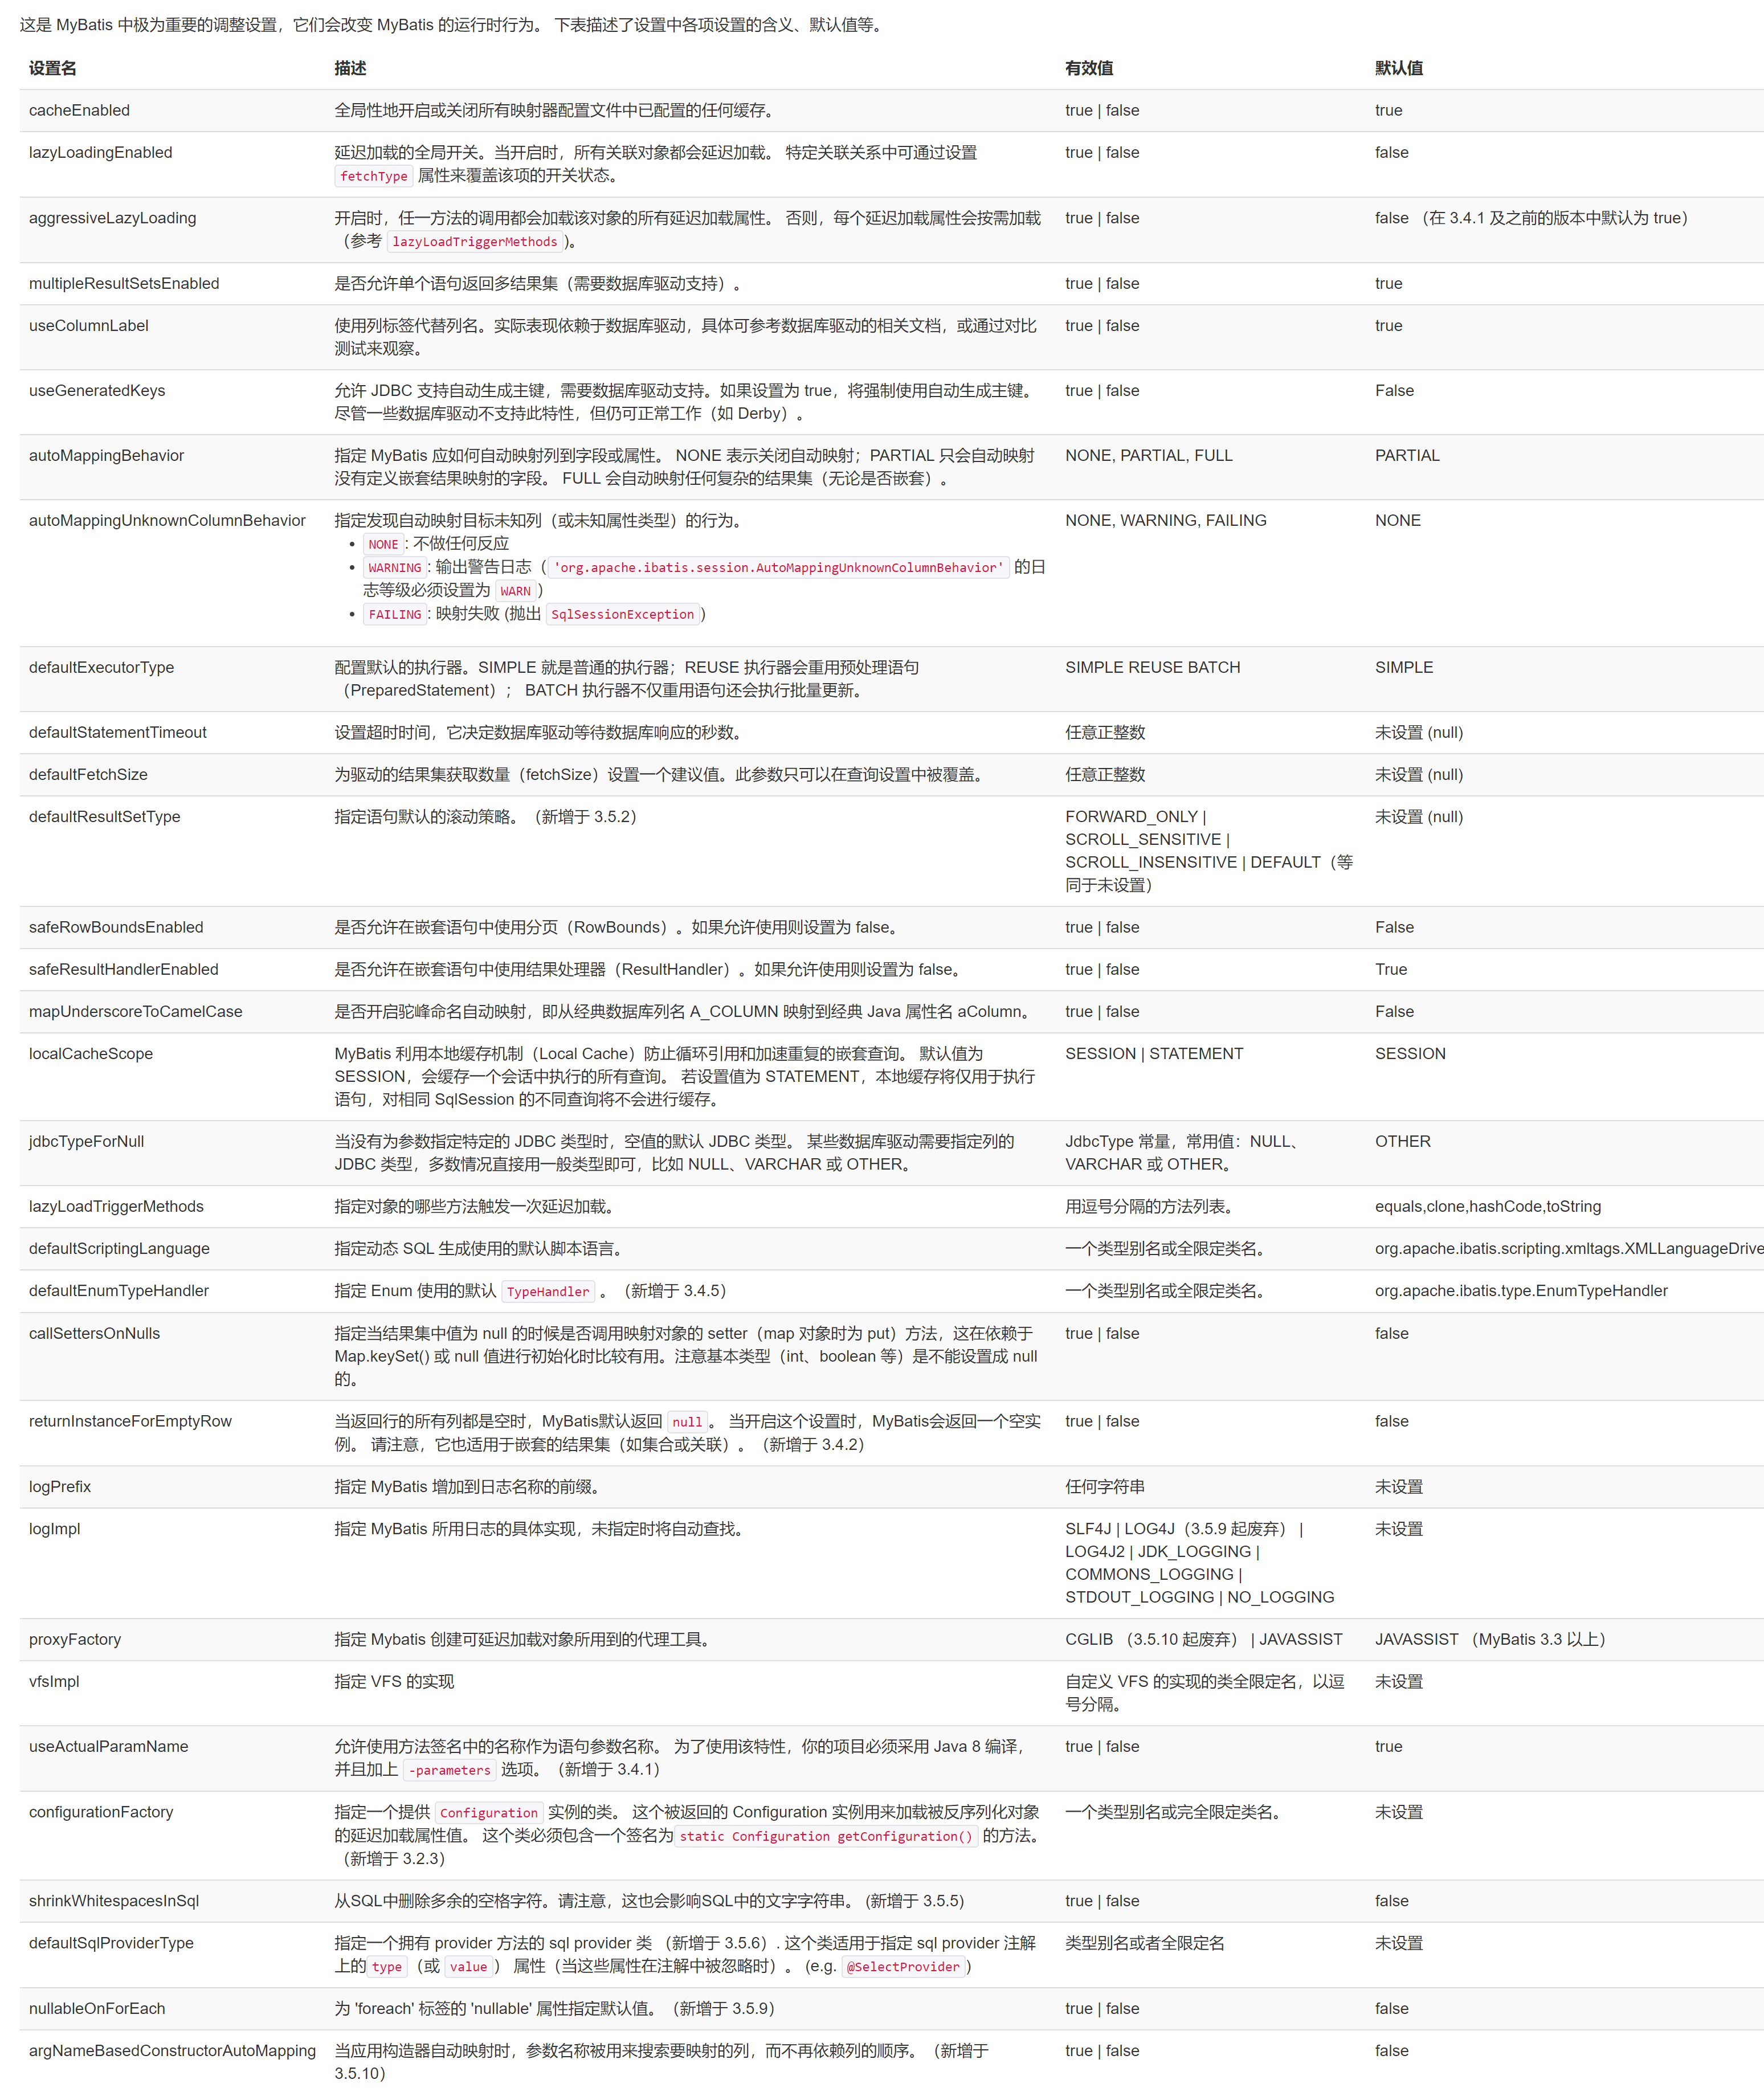 这是 MyBatis 中极为重要的调整设置，它们会改变 MyBatis 的运行时行为。 下表描述了设置中各项设置的含义、默认值等。
设置名 描述 有效值 默认值
cacheEnabled 全局性地开启或关闭所有映射器配置文件中已配置的任何缓存。 true | false true
lazyLoadingEnabled 延迟加载的全局开关。当开启时，所有关联对象都会延迟加载。 特定关联关系中可通过设置 true | false false
fetchType 属性来覆盖该项的开关状态。
aggressiveLazyLoading 开启时，任一方法的调用都会加载该对象的所有延迟加载属性。 否则，每个延迟加载属性会按需加载 true | false false （在 3.4.1 及之前的版本中默认为 true）
（参考 lazyLoadTriggerMethods)。
multipleResultSetsEnabled 是否允许单个语句返回多结果集（需要数据库驱动支持）。 true | false true
useColumnLabel 使用列标签代替列名。实际表现依赖于数据库驱动，具体可参考数据库驱动的相关文档，或通过对比 true | false true
测试来观察。
useGeneratedKeys 允许 JDBC 支持自动生成主键，需要数据库驱动支持。如果设置为 true，将强制使用自动生成主键。 true | false False
尽管一些数据库驱动不支持此特性，但仍可正常工作（如 Derby）。
autoMappingBehavior 指定 MyBatis 应如何自动映射列到字段或属性。 NONE 表示关闭自动映射；PARTIAL 只会自动映射 NONE, PARTIAL, FULL PARTIAL
没有定义嵌套结果映射的字段。 FULL 会自动映射任何复杂的结果集（无论是否嵌套）。
autoMappingUnknownColumnBehavior 指定发现自动映射目标未知列（或未知属性类型）的行为。 NONE, WARNING, FAILING NONE
• NONE: 不做任何反应
• WARNING: 输出警告日志（'org.apache.ibatis.session.AutoMappingUnknownColumnBehavior' 的日
志等级必须设置为 WARN）
• FAILING: 映射失败 (抛出 SqlSessionException)
defaultExecutorType 配置默认的执行器。SIMPLE 就是普通的执行器；REUSE 执行器会重用预处理语句 SIMPLE REUSE BATCH SIMPLE
（PreparedStatement）； BATCH 执行器不仅重用语句还会执行批量更新。
defaultStatementTimeout 设置超时时间，它决定数据库驱动等待数据库响应的秒数。 任意正整数 未设置 (null)
defaultFetchSize 为驱动的结果集获取数量（fetchSize）设置一个建议值。此参数只可以在查询设置中被覆盖。 任意正整数 未设置 (null)
defaultResultSetType 指定语句默认的滚动策略。（新增于 3.5.2） FORWARD_ONLY | 未设置 (null)
SCROLL_SENSITIVE |
SCROLL_INSENSITIVE | DEFAULT（等
同于未设置）
safeRowBoundsEnabled 是否允许在嵌套语句中使用分页（RowBounds）。如果允许使用则设置为 false。 true | false False
safeResultHandlerEnabled 是否允许在嵌套语句中使用结果处理器（ResultHandler）。如果允许使用则设置为 false。 true | false True
mapUnderscoreToCamelCase 是否开启驼峰命名自动映射，即从经典数据库列名 A_COLUMN 映射到经典 Java 属性名 aColumn。 true | false False
localCacheScope MyBatis 利用本地缓存机制（Local Cache）防止循环引用和加速重复的嵌套查询。 默认值为 SESSION | STATEMENT SESSION
SESSION，会缓存一个会话中执行的所有查询。 若设置值为 STATEMENT，本地缓存将仅用于执行
语句，对相同 SqlSession 的不同查询将不会进行缓存。
jdbcTypeForNull 当没有为参数指定特定的 JDBC 类型时，空值的默认 JDBC 类型。 某些数据库驱动需要指定列的 JdbcType 常量，常用值：NULL、 OTHER
JDBC 类型，多数情况直接用一般类型即可，比如 NULL、VARCHAR 或 OTHER。 VARCHAR 或 OTHER。
lazyLoadTriggerMethods 指定对象的哪些方法触发一次延迟加载。 用逗号分隔的方法列表。 equals,clone,hashCode,toString
defaultScriptingLanguage 指定动态 SQL 生成使用的默认脚本语言。 一个类型别名或全限定类名。 org.apache.ibatis.scripting.xmltags.XMLLanguageDrive
defaultEnumTypeHandler 指定 Enum 使用的默认 TypeHandler 。（新增于 3.4.5） 一个类型别名或全限定类名。 org.apache.ibatis.type.EnumTypeHandler
callSettersOnNulls 指定当结果集中值为 null 的时候是否调用映射对象的 setter（map 对象时为 put）方法，这在依赖于 true | false false
Map.keySet() 或 null 值进行初始化时比较有用。注意基本类型（int、boolean 等）是不能设置成 null
的。
returnInstanceForEmptyRow 当返回行的所有列都是空时，MyBatis默认返回 null。 当开启这个设置时，MyBatis会返回一个空实 true | false false
例。 请注意，它也适用于嵌套的结果集（如集合或关联）。（新增于 3.4.2）
logPrefix 指定 MyBatis 增加到日志名称的前缀。 任何字符串 未设置
logImpl 指定 MyBatis 所用日志的具体实现，未指定时将自动查找。 SLF4J | LOG4J（3.5.9 起废弃） | 未设置
LOG4J2 | JDK_LOGGING |
COMMONS_LOGGING |
STDOUT_LOGGING | NO_LOGGING
proxyFactory 指定 Mybatis 创建可延迟加载对象所用到的代理工具。 CGLIB （3.5.10 起废弃） | JAVASSIST JAVASSIST （MyBatis 3.3 以上）
vfsImpl 指定 VFS 的实现 自定义 VFS 的实现的类全限定名，以逗 未设置
号分隔。
useActualParamName 允许使用方法签名中的名称作为语句参数名称。 为了使用该特性，你的项目必须采用 Java 8 编译， true | false true
并且加上 -parameters 选项。（新增于 3.4.1）
configurationFactory 指定一个提供 Configuration 实例的类。 这个被返回的 Configuration 实例用来加载被反序列化对象 一个类型别名或完全限定类名。 未设置
的延迟加载属性值。 这个类必须包含一个签名为static Configuration getConfiguration() 的方法。
（新增于 3.2.3）
shrinkWhitespacesInSql 从SQL中删除多余的空格字符。请注意，这也会影响SQL中的文字字符串。 (新增于 3.5.5) true | false false
defaultSqlProviderType 指定一个拥有 provider 方法的 sql provider 类 （新增于 3.5.6）. 这个类适用于指定 sql provider 注解 类型别名或者全限定名 未设置
上的type（或 value） 属性（当这些属性在注解中被忽略时）。 (e.g. @SelectProvider)
nullableOnForEach 为 'foreach' 标签的 'nullable' 属性指定默认值。（新增于 3.5.9） true | false false
argNameBasedConstructorAutoMapping 当应用构造器自动映射时，参数名称被用来搜索要映射的列，而不再依赖列的顺序。（新增于 true | false false
3.5.10）